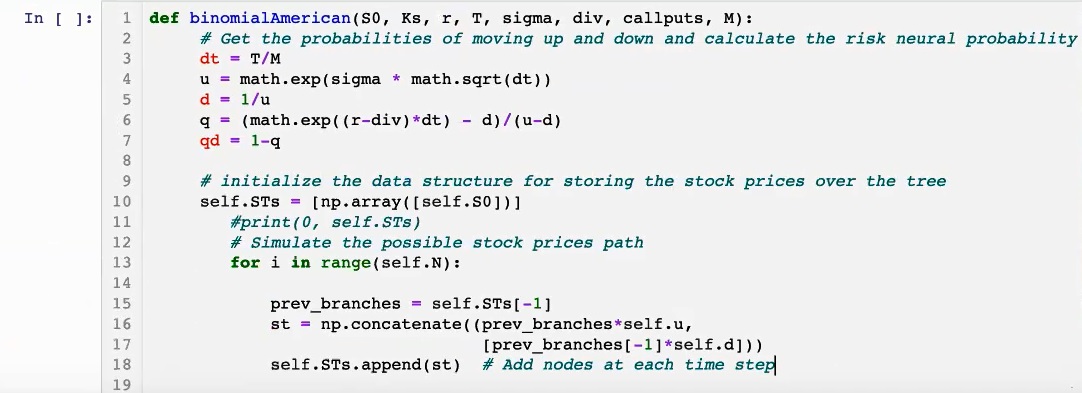 In [ ]:
1 def binomialAmerican(S0, Ks, r, T, sigma, div, callputs, M):
2 # Get the probabilities of moving up and down and calculate the risk neural probability
3 dt = T/M
4 u = math.exp(sigma * math.sqrt(dt))
5 d = 1/u
6 q = (math.exp((r-div)*dt) - d)/(u-d)
7 qd = 1-q
8
9 # initialize the data structure for storing the stock prices over the tree
10 self.STs = [np.array([self.S0])]
11 #print(0, self.STs)
12 # Simulate the possible stock prices path
13 for i in range(self.N):
14
15 prev_branches = self.STs[-1]
16 st = np.concatenate((prev_branches*self.u,
17 [prev_branches[-1]*self.d]))
18 self.STs.append(st) # Add nodes at each time step
19